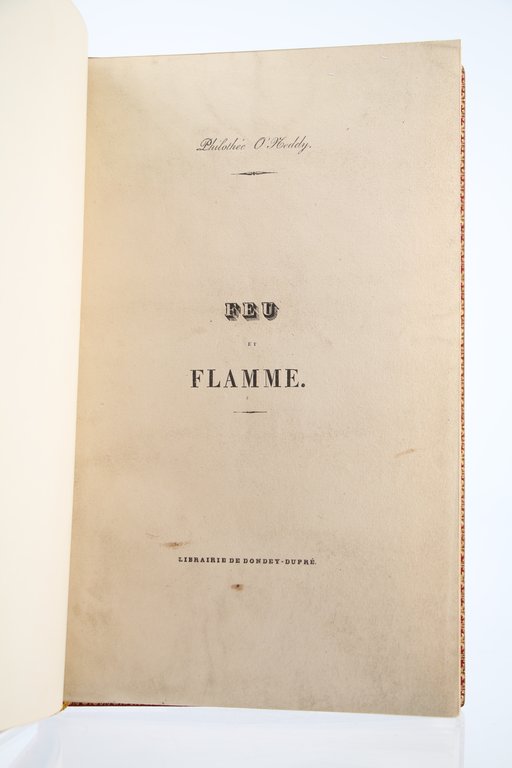 Philothée O'Neddy.
FEU
ET
FLAMME.
LIBRAIRIE DE DONDEY-DUPRÉ.